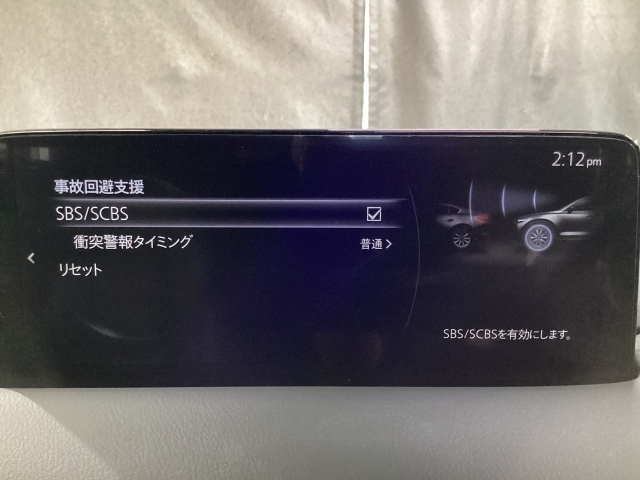 2:12pm
事故回避支援
SBS/SCBS
衝突警報タイミング 普通
リセット
SBS/SCBSを有効にします。